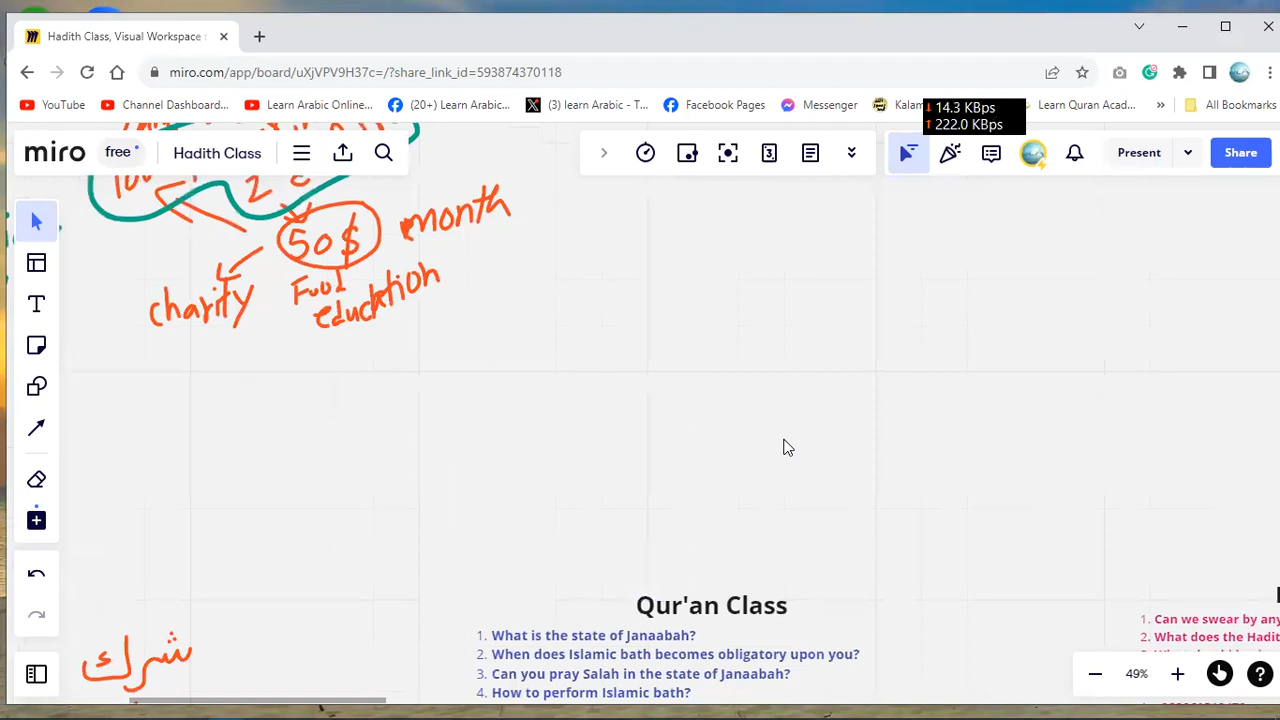 Hadith Class, Visual Workspace
miro.com/app/board/uXjVPV9H37c=/?share_link_id=593874370118
YouTube
Channel Dashboard...
Learn Arabic Online...
(20+) Learn Arabic...
(3) learn Arabic - T...
Facebook Pages
Messenger
Kalam
Learn Quran Acad...
»
All Bookmarks
14.3 KBps
222.0 KBps
miro
free
Hadith Class
3
Present
Share
100
2
50$
month
charity
Food
education
شرك
Qur'an Class
1. What is the state of Janaabah?
2. When does Islamic bath becomes obligatory upon you?
3. Can you pray Salah in the state of Janaabah?
4. How to perform Islamic bath?
1. Can we swear by any
2. What does the Hadit
49%